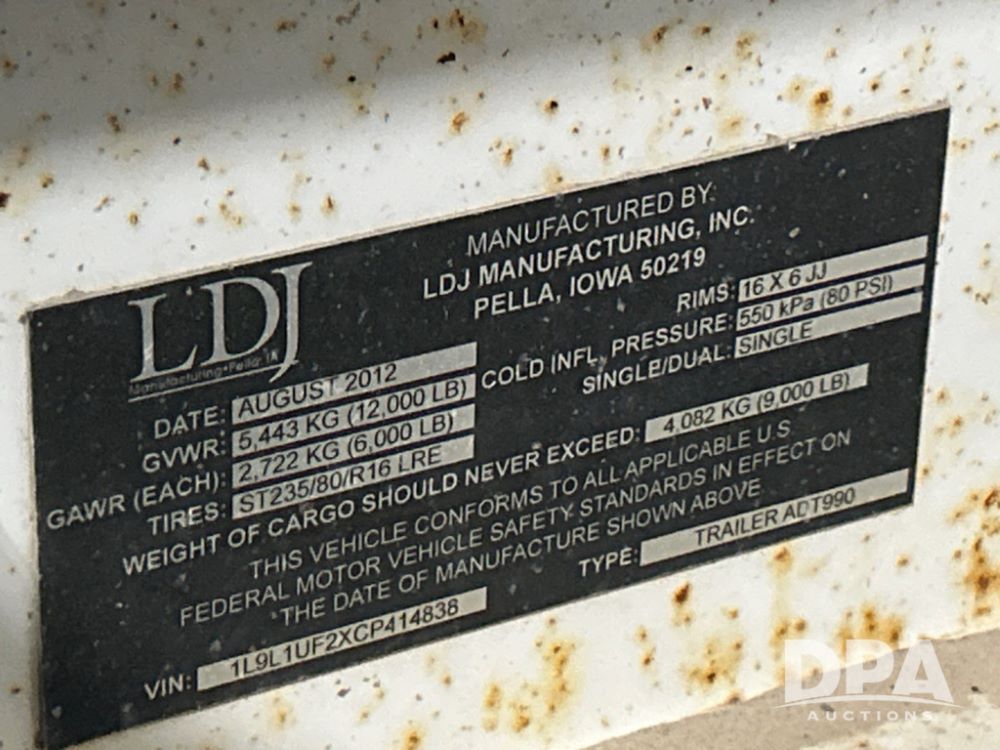 MANUFACTURED BY:
LDJ MANUFACTURING, INC.
PELLA, IOWA 50219
LDJ
Manufacturing•Pella, IA
DATE: AUGUST 2012
GVWR: 5,443 KG (12,000 LB)
GAWR (EACH): 2,722 KG (6,000 LB)
TIRES: ST235/80/R16 LRE
RIMS: 16 X 6 JJ
COLD INFL. PRESSURE: 550 kPa (80 PSI)
SINGLE/DUAL: SINGLE
WEIGHT OF CARGO SHOULD NEVER EXCEED: 4,082 KG (9,000 LB)
THIS VEHICLE CONFORMS TO ALL APPLICABLE U.S.
FEDERAL MOTOR VEHICLE SAFETY STANDARDS IN EFFECT ON
THE DATE OF MANUFACTURE SHOWN ABOVE
TYPE: TRAILER ADT990
VIN: 1L9L1UF2XCP414838
DPA
AUCTIONS